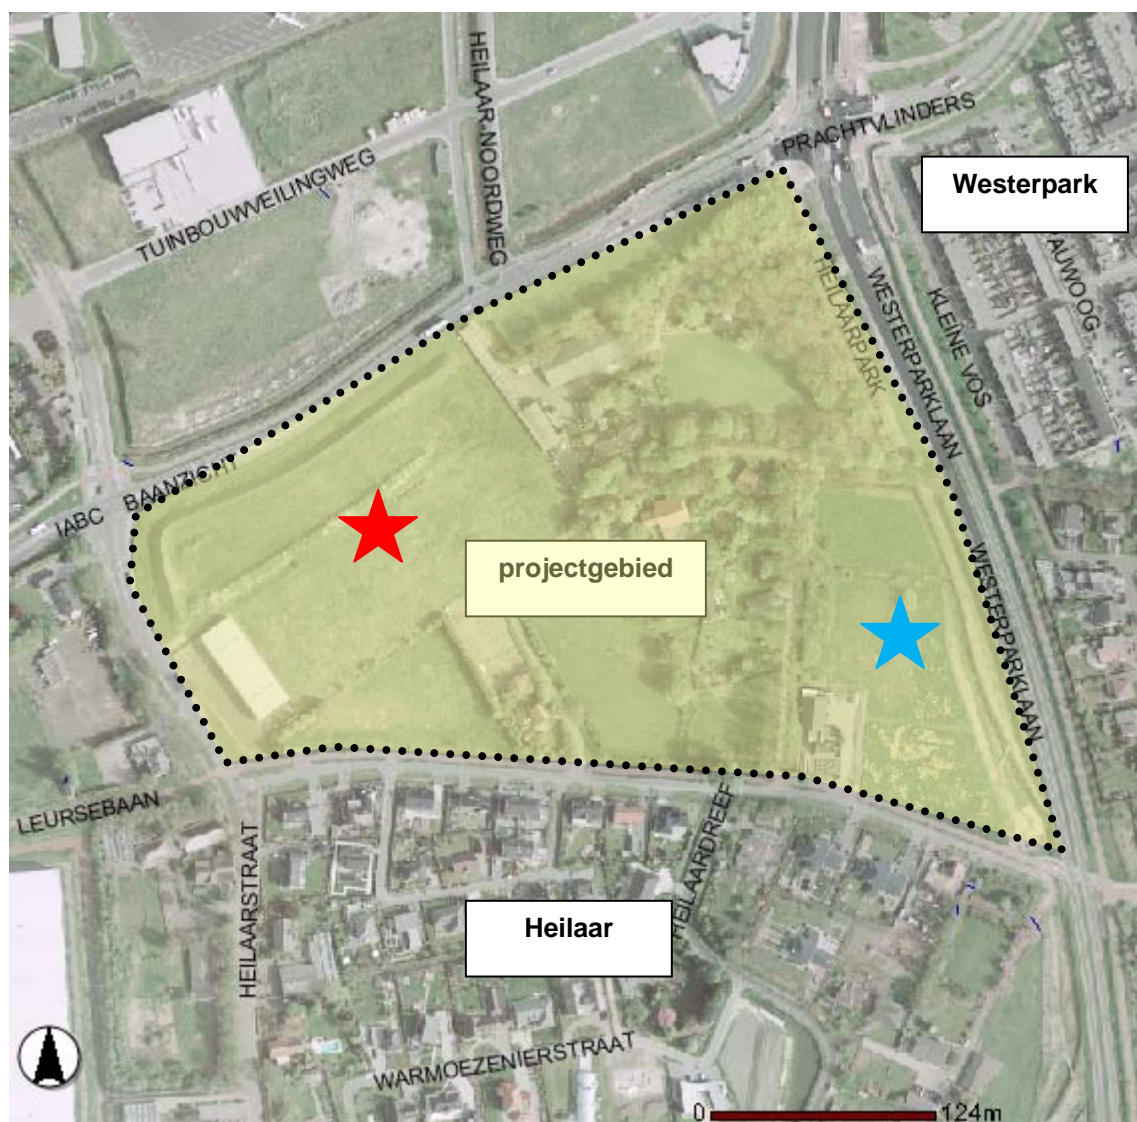 HEILAAR-NOORDWEG
PRACHTVLINDERS
Westerpark
TUINBOUWVEILINGWEG
HEILAARPARK
WESTERPARKLAAN
KLEINE VOS
AUWOOG
BAANZICHT
IABC
projectgebied
WESTERPARKLAAN
LEURSEBAAN
HEILAARSTRAAT
HEILAARDREEF
Heilaar
WARMOEZENIERSTRAAT
0 124m